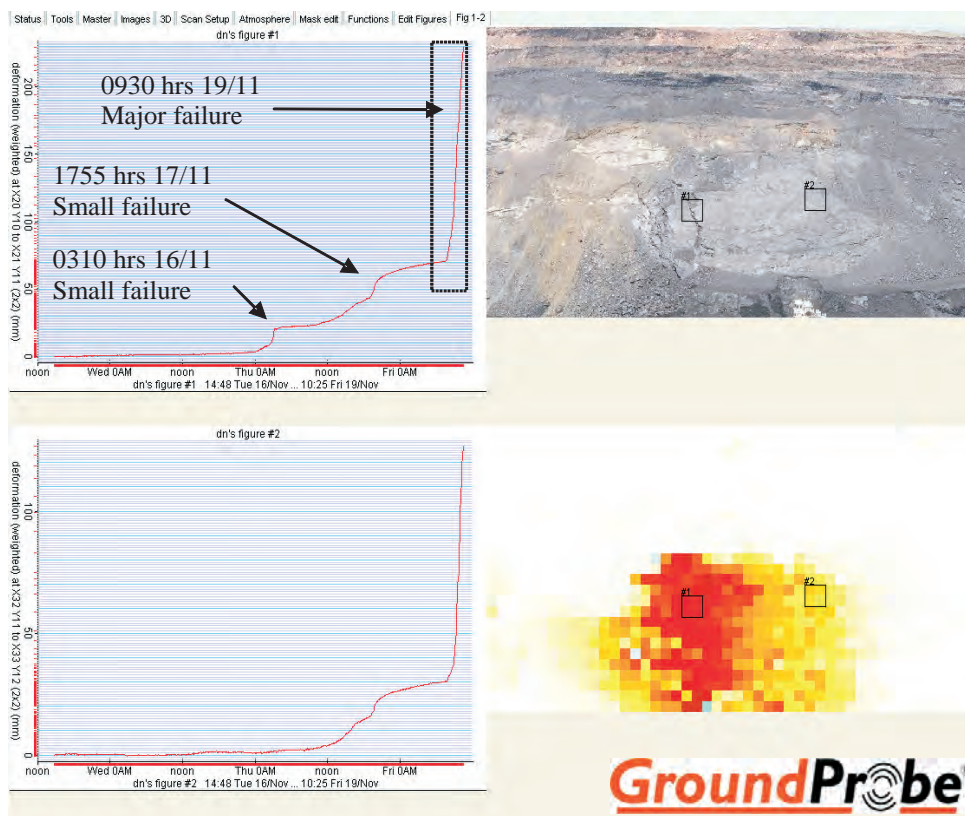 Status Tools Master Images 3D Scan Setup Atmosphere Mask edit Functions Edit Figures Fig 1-2
dn's figure #1
deformation (weighted) at X20 Y10 to X21 Y11 (2x2) (mm)
200
150
100
50
0
0930 hrs 19/11
Major failure
1755 hrs 17/11
Small failure
0310 hrs 16/11
Small failure
noon Wed 0AM noon Thu 0AM noon Fri 0AM
dn's figure #1 14:48 Tue 16/Nov ... 10:25 Fri 19/Nov
#1
#2
dn's figure #2
deformation (weighted) at X32 Y11 to X33 Y12 (2x2) (mm)
100
50
0
noon Wed 0AM noon Thu 0AM noon Fri 0AM
dn's figure #2 14:48 Tue 16/Nov ... 10:25 Fri 19/Nov
#1
#2
GroundProbe